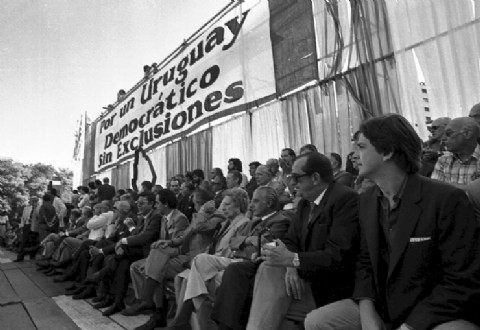 Por un Uruguay
Democrático
Sin Exclusiones